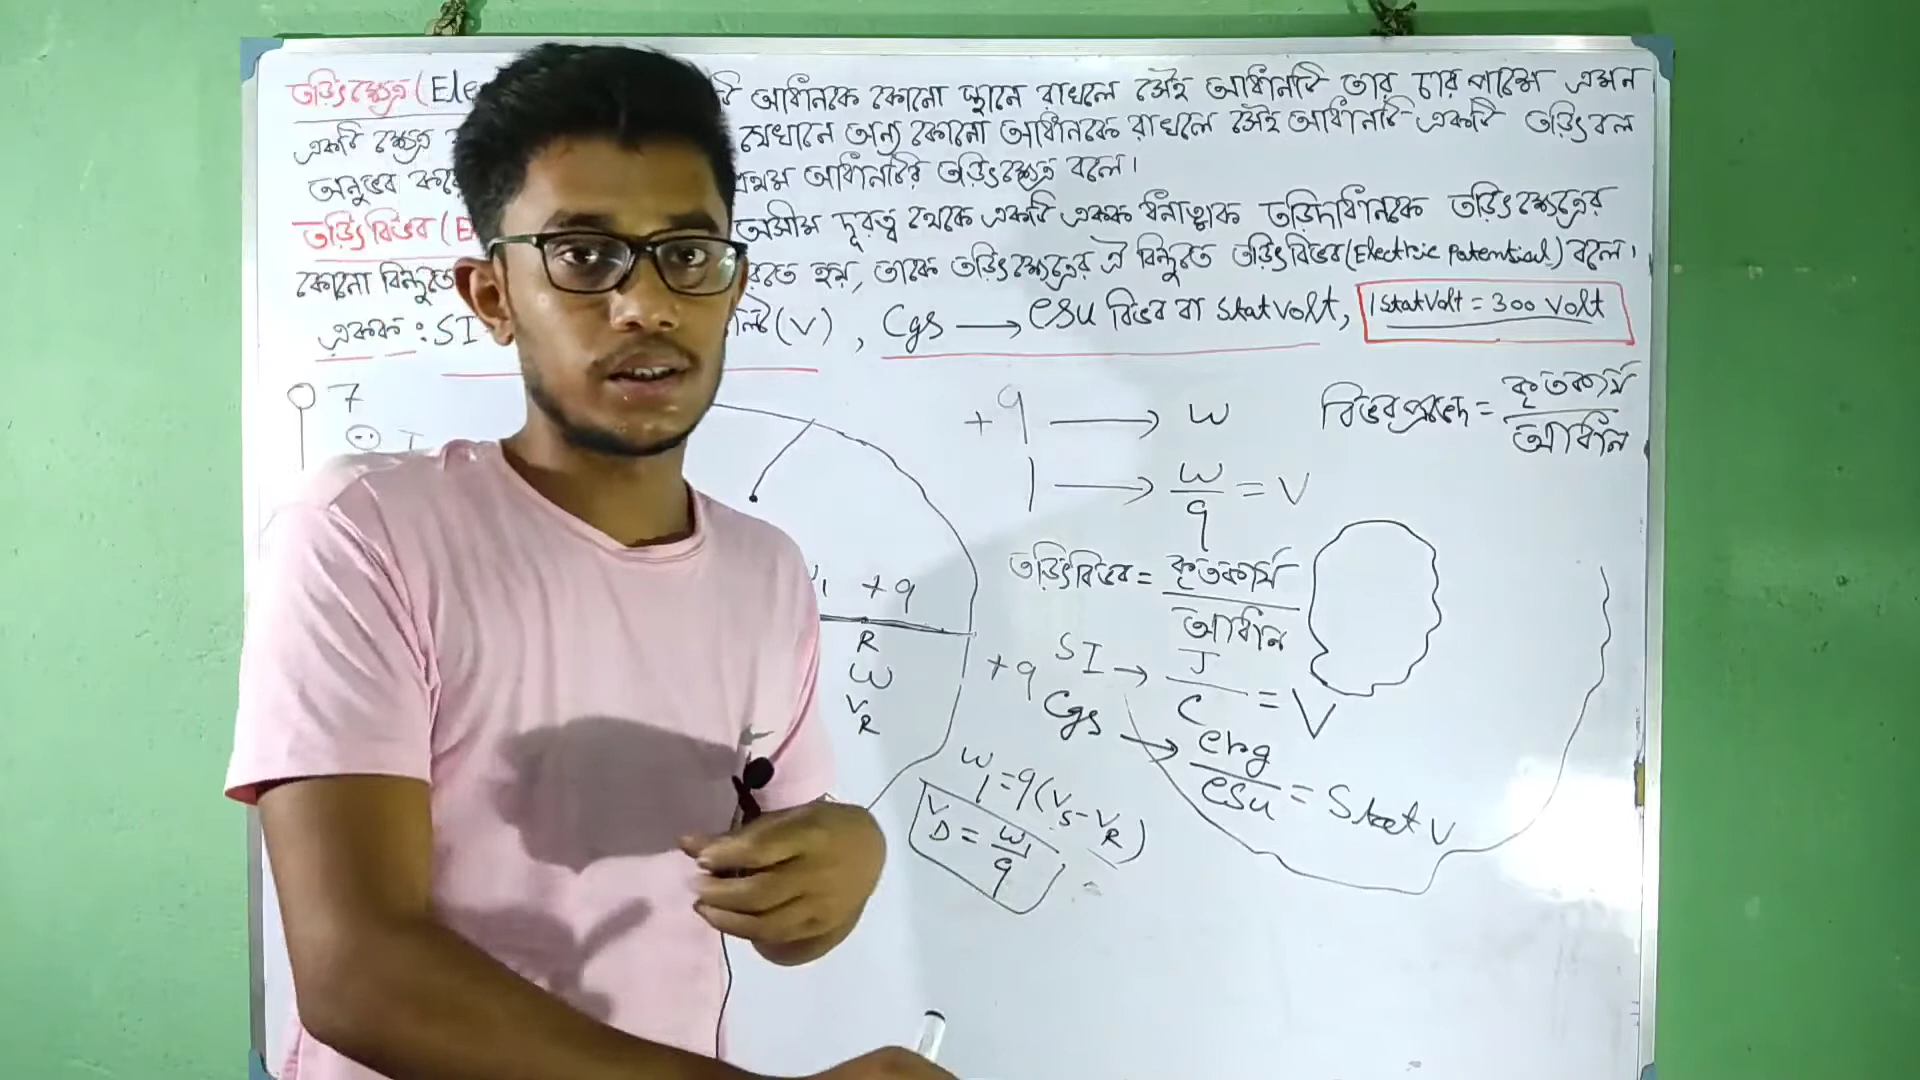 তড়িৎক্ষেত্র (Ele টি আধানকে কোনো স্থানে রাখলে সেই আধানটি তার চার পাশে এমন
একটি ক্ষেত্র যেখানে অন্য কোনো আধানকে রাখলে সেই আধানটি একটি তড়িৎবল
অনুভব করে প্রথম আধানটির তড়িৎক্ষেত্র বলে।
তড়িৎ বিভব (E অসীম দূরত্ব থেকে একটি একক ধনাত্মক তড়িদাধানকে তড়িৎক্ষেত্রের
কোনো বিন্দুতে করতে হয়, তাকে তড়িৎক্ষেত্রের ঐ বিন্দুতে তড়িৎ বিভব (Electric potential) বলে।
একক : SI ল্ট (V) , Cgs → esu বিভব বা statvolt, 1 statvolt = 300 volt
7
+q → W
বিভবপ্রভেদ = কৃতকার্য / আধান
1 → W/q = V
তড়িৎবিভব = কৃতকার্য / আধান
+q
R
W
V_R
+q
SI → J/C = V
Cgs → erg/esu = Stat V
W_1 = q(V_S - V_R)
V_D = W_1/q
=